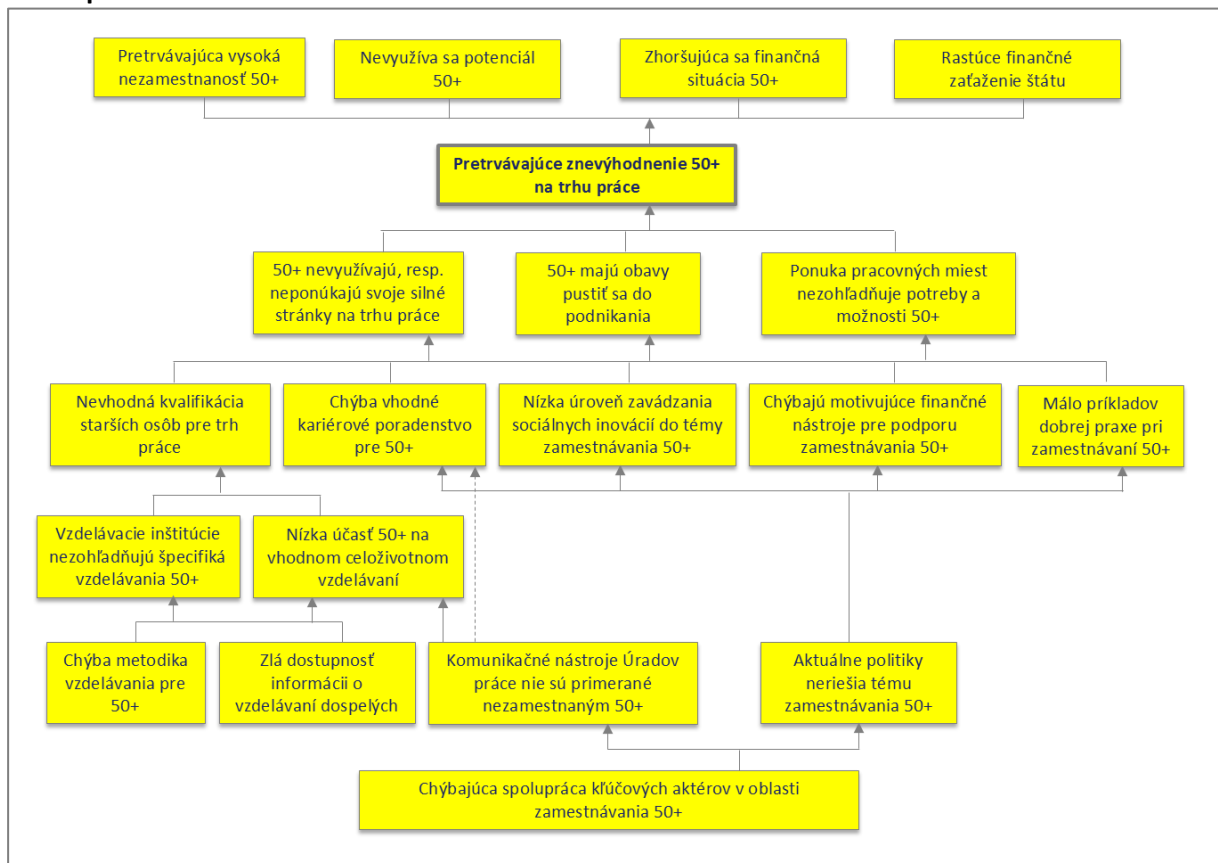 Pretrvávajúca vysoká
nezamestnanosť 50+
Nevyužíva sa potenciál
50+
Zhoršujúca sa finančná
situácia 50+
Rastúce finančné
zaťaženie štátu
Pretrvávajúce znevýhodnenie 50+
na trhu práce
50+ nevyužívajú, resp.
neponúkajú svoje silné
stránky na trhu práce
50+ majú obavy
pustiť sa do
podnikania
Ponuka pracovných miest
nezohľadňuje potreby a
možnosti 50+
Nevhodná kvalifikácia
starších osôb pre trh
práce
Chýba vhodné
kariérové poradenstvo
pre 50+
Nízka úroveň zavádzania
sociálnych inovácií do témy
zamestnávania 50+
Chýbajú motivujúce finančné
nástroje pre podporu
zamestnávania 50+
Málo príkladov
dobrej praxe pri
zamestnávaní 50+
Vzdelávacie inštitúcie
nezohľadňujú špecifiká
vzdelávania 50+
Nízka účasť 50+ na
vhodnom celoživotnom
vzdelávaní
Chýba metodika
vzdelávania pre
50+
Zlá dostupnosť
informácii o
vzdelávaní dospelých
Komunikačné nástroje Úradov
práce nie sú primerané
nezamestnaným 50+
Aktuálne politiky
neriešia tému
zamestnávania 50+
Chýbajúca spolupráca kľúčových aktérov v oblasti
zamestnávania 50+